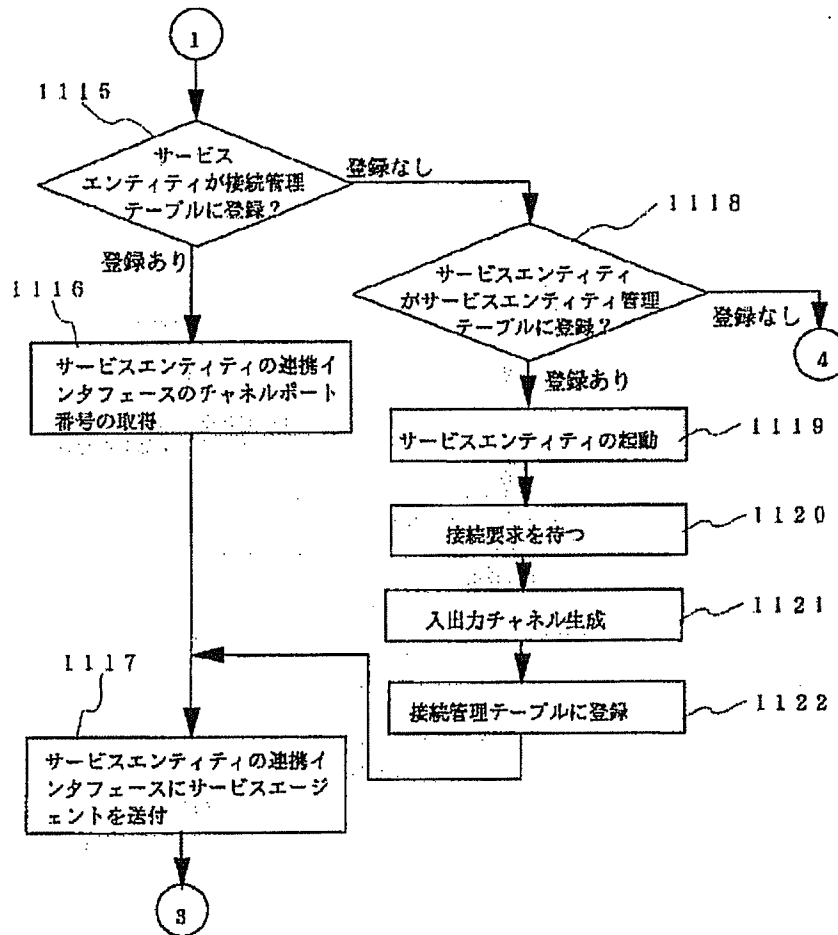 1
1115
サービス
エンティティが接続管理
テーブルに登録?
登録なし
登録あり
1118
サービスエンティティ
がサービスエンティティ管理
テーブルに登録?
登録なし
4
登録あり
1116
サービスエンティティの連携イ
ンタフェースのチャネルポート
番号の取得
サービスエンティティの起動
1119
接続要求を待つ
1120
入出力チャネル生成
1121
接続管理テーブルに登録
1122
1117
サービスエンティティの連携イ
ンタフェースにサービスエージ
ェントを送付
3